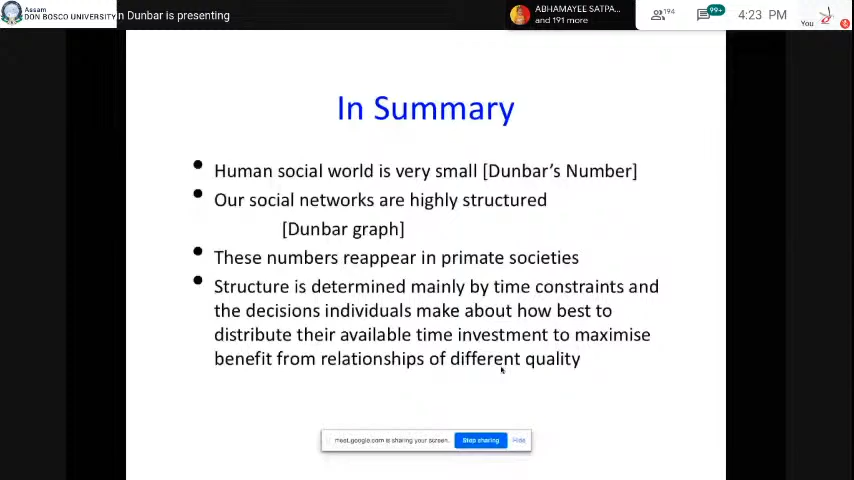 Assam
DON BOSCO UNIVERSITY
n Dunbar is presenting
ABHAMAYEE SATPA...
and 191 more
194
99+
4:23 PM
You
In Summary
• Human social world is very small [Dunbar's Number]
• Our social networks are highly structured
[Dunbar graph]
• These numbers reappear in primate societies
• Structure is determined mainly by time constraints and
the decisions individuals make about how best to
distribute their available time investment to maximise
benefit from relationships of different quality
meet.google.com is sharing your screen.
Stop sharing
Hide